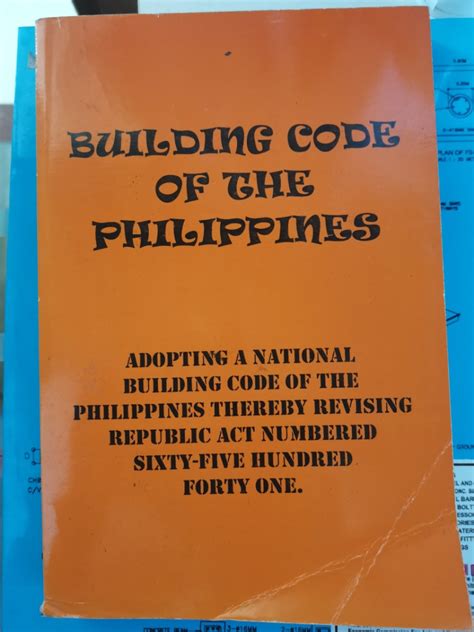 BUILDING CODE
OF THE
PHILIPPINES
ADOPTING A NATIONAL
BUILDING CODE OF THE
PHILIPPINES THEREBY REVISING
REPUBLIC ACT NUMBERED
SIXTY-FIVE HUNDRED
FORTY ONE.